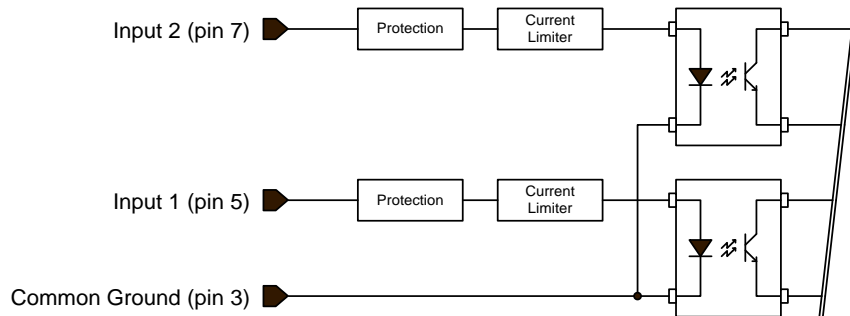 Input 2 (pin 7)
Protection
Current
Limiter
Input 1 (pin 5)
Protection
Current
Limiter
Common Ground (pin 3)